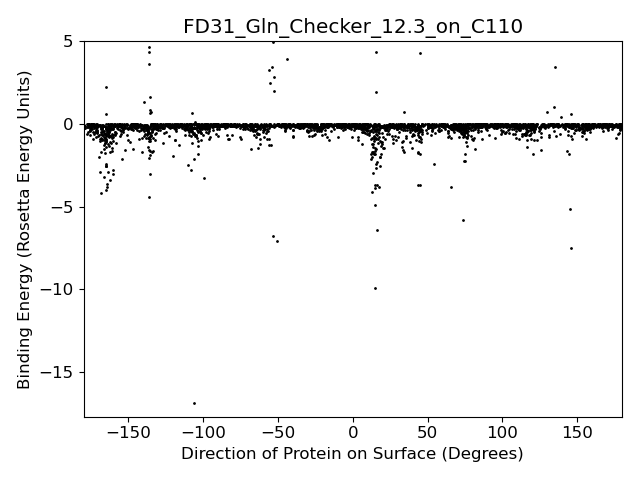 FD31_Gln_Checker_12.3_on_C110
5
0
−5
−10
−15
Binding Energy (Rosetta Energy Units)
−150 −100 −50 0 50 100 150
Direction of Protein on Surface (Degrees)